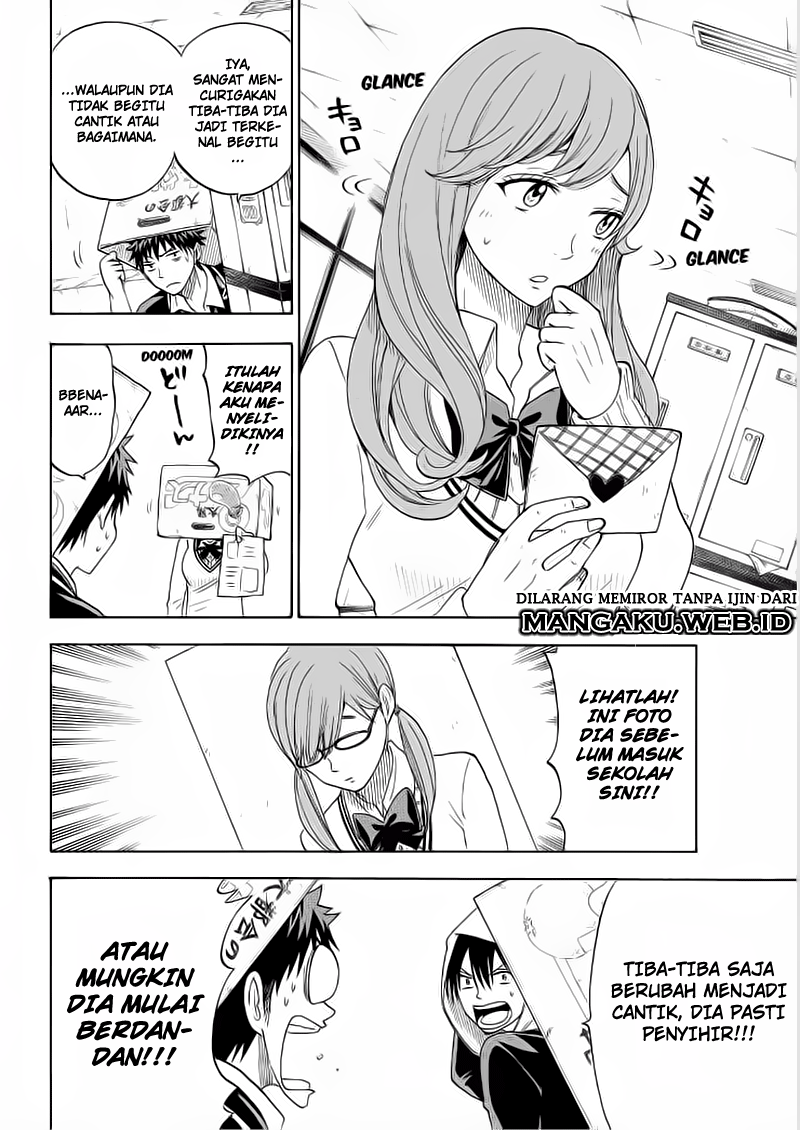 GLANCE
キョロ
キョロ
GLANCE
IYA,
SANGAT MEN-
CURIGAKAN
TIBA-TIBA DIA
JADI TERKE-
NAL BEGITU
...
...WALAUPUN DIA
TIDAK BEGITU
CANTIK ATAU
BAGAIMANA.
ITULAH
KENAPA
AKU ME-
NYELI-
DIKINYA
!!
DOOOOM
どーん
BBENA-
AAR...
DILARANG MEMIROR TANPA IJIN DARI
MANGAKU.WEB.ID
LIHATLAH!
INI FOTO
DIA SEBE-
LUM MASUK
SEKOLAH
SINI!!
TIBA-TIBA SAJA
BERUBAH MENJADI
CANTIK, DIA PASTI
PENYIHIR!!!
ATAU
MUNGKIN
DIA MULAI
BERDAN-
DAN!!!